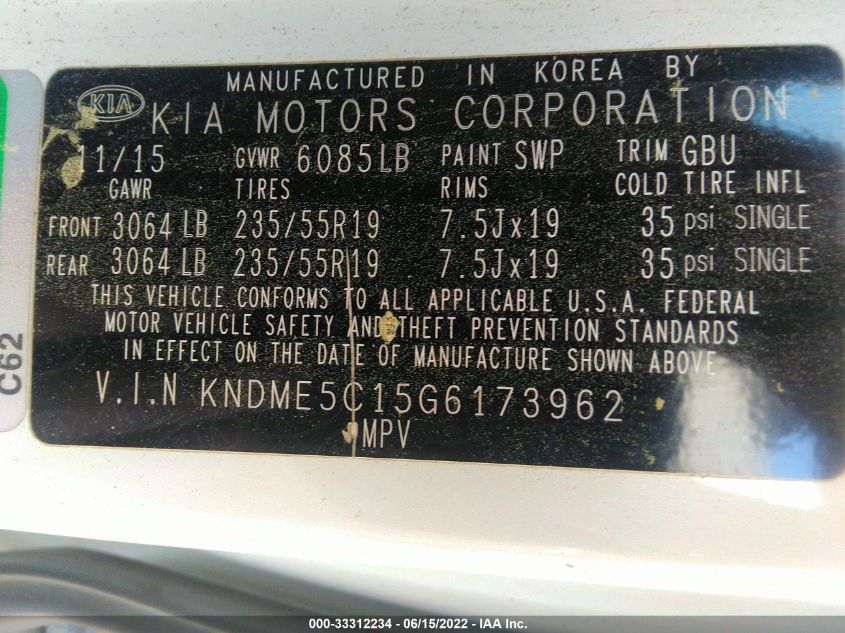 MANUFACTURED IN KOREA BY
KIA KIA MOTORS CORPORATION
11/15 GVWR 6085LB PAINT SWP TRIM GBU
GAWR TIRES RIMS COLD TIRE INFL
FRONT 3064 LB 235/55R19 7.5Jx19 35 psi SINGLE
REAR 3064 LB 235/55R19 7.5Jx19 35 psi SINGLE
THIS VEHICLE CONFORMS TO ALL APPLICABLE U.S.A. FEDERAL
MOTOR VEHICLE SAFETY AND THEFT PREVENTION STANDARDS
IN EFFECT ON THE DATE OF MANUFACTURE SHOWN ABOVE
V.I.N KNDME5C15G6173962
MPV
C62
000-33312234 - 06/15/2022 - IAA Inc.